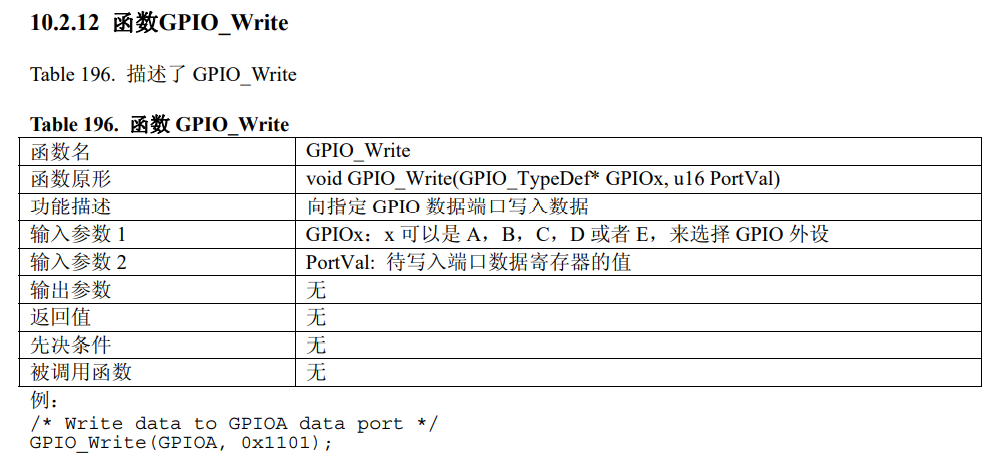 10.2.12 函数GPIO_Write
Table 196. 描述了 GPIO_Write
Table 196. 函数 GPIO_Write
函数名 GPIO_Write
函数原形 void GPIO_Write(GPIO_TypeDef* GPIOx, u16 PortVal)
功能描述 向指定 GPIO 数据端口写入数据
输入参数 1 GPIOx：x 可以是 A，B，C，D 或者 E，来选择 GPIO 外设
输入参数 2 PortVal: 待写入端口数据寄存器的值
输出参数 无
返回值 无
先决条件 无
被调用函数 无
例：
/* Write data to GPIOA data port */
GPIO_Write(GPIOA, 0x1101);